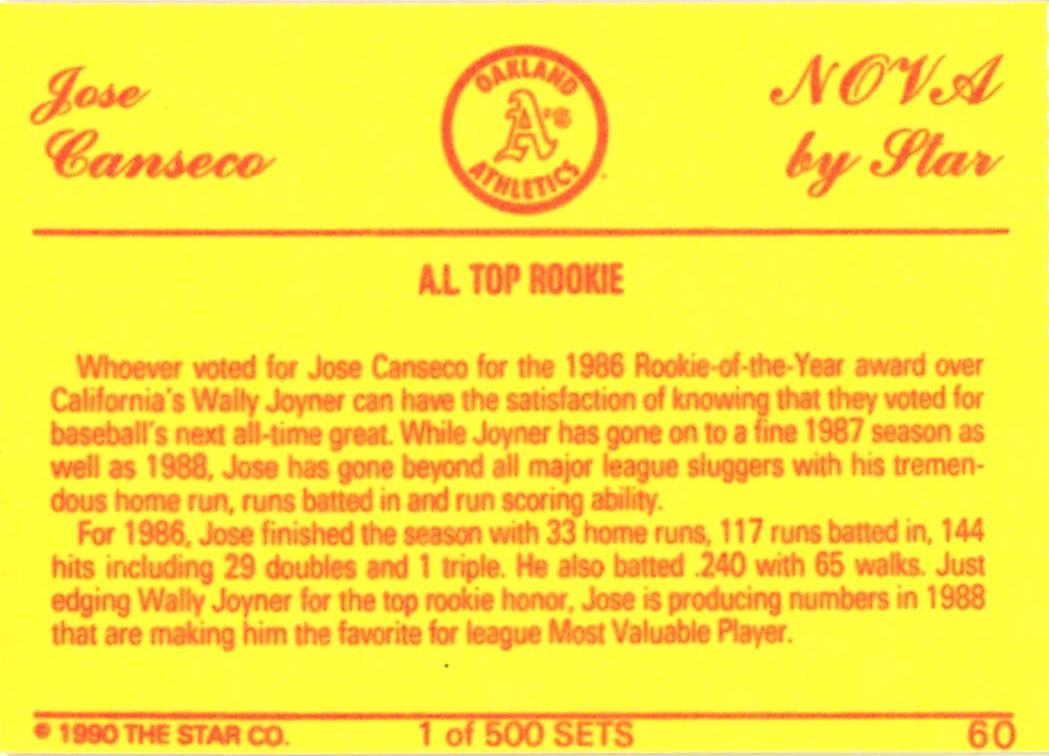 Jose
Canseco
OAKLAND
A's
ATHLETICS
NOVA
by Star
A.L. TOP ROOKIE
Whoever voted for Jose Canseco for the 1986 Rookie-of-the-Year award over
California's Wally Joyner can have the satisfaction of knowing that they voted for
baseball's next all-time great. While Joyner has gone on to a fine 1987 season as
well as 1988, Jose has gone beyond all major league sluggers with his tremen-
dous home run, runs batted in and run scoring ability.
For 1986, Jose finished the season with 33 home runs, 117 runs batted in, 144
hits including 29 doubles and 1 triple. He also batted .240 with 65 walks. Just
edging Wally Joyner for the top rookie honor, Jose is producing numbers in 1988
that are making him the favorite for league Most Valuable Player.
© 1990 THE STAR CO.
1 of 500 SETS
60